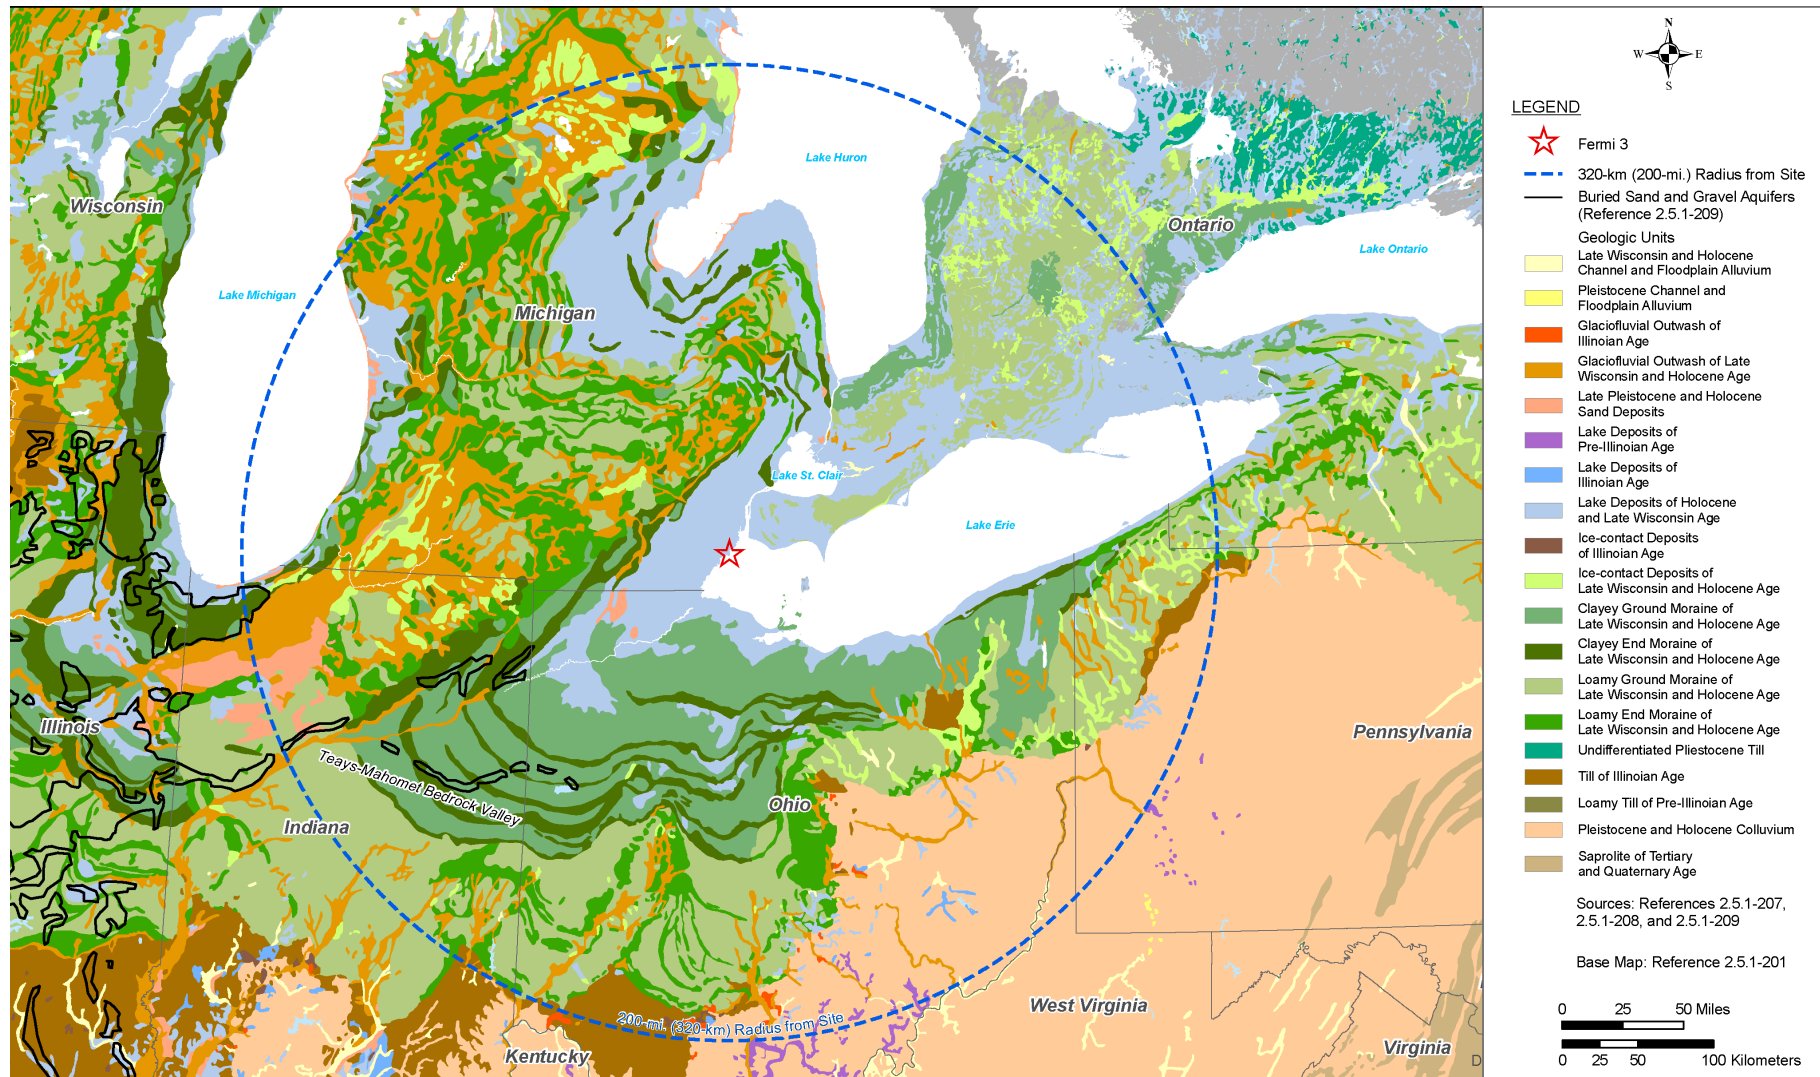 Wisconsin
Lake Michigan
Michigan
Lake Huron
Ontario
Lake Ontario
Lake St. Clair
Lake Erie
Illinois
Indiana
Teays-Mahomet Bedrock Valley
Ohio
Pennsylvania
West Virginia
Virginia
Kentucky
200-mi. (320-km) Radius from Site
D
N
W E
S
LEGEND
Fermi 3
320-km (200-mi.) Radius from Site
Buried Sand and Gravel Aquifers
(Reference 2.5.1-209)
Geologic Units
Late Wisconsin and Holocene
Channel and Floodplain Alluvium
Pleistocene Channel and
Floodplain Alluvium
Glaciofluvial Outwash of
Illinoian Age
Glaciofluvial Outwash of Late
Wisconsin and Holocene Age
Late Pleistocene and Holocene
Sand Deposits
Lake Deposits of
Pre-Illinoian Age
Lake Deposits of
Illinoian Age
Lake Deposits of Holocene
and Late Wisconsin Age
Ice-contact Deposits
of Illinoian Age
Ice-contact Deposits of
Late Wisconsin and Holocene Age
Clayey Ground Moraine of
Late Wisconsin and Holocene Age
Clayey End Moraine of
Late Wisconsin and Holocene Age
Loamy Ground Moraine of
Late Wisconsin and Holocene Age
Loamy End Moraine of
Late Wisconsin and Holocene Age
Undifferentiated Pliestocene Till
Till of Illinoian Age
Loamy Till of Pre-Illinoian Age
Pleistocene and Holocene Colluvium
Saprolite of Tertiary
and Quaternary Age
Sources: References 2.5.1-207,
2.5.1-208, and 2.5.1-209
Base Map: Reference 2.5.1-201
0 25 50 Miles
0 25 50 100 Kilometers